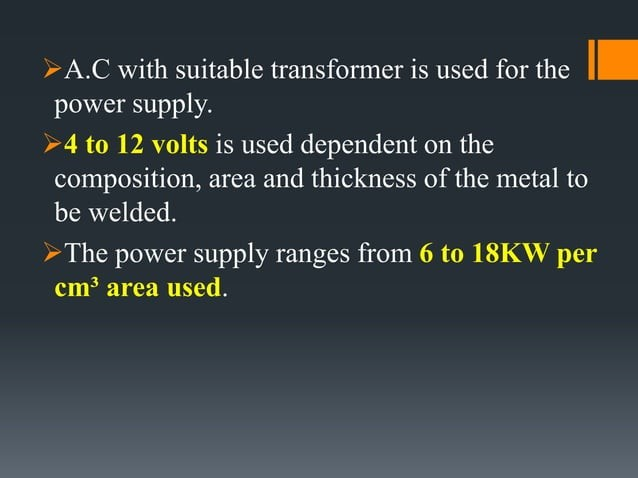 ➢A.C with suitable transformer is used for the
power supply.
➢4 to 12 volts is used dependent on the
composition, area and thickness of the metal to
be welded.
➢The power supply ranges from 6 to 18KW per
cm³ area used.